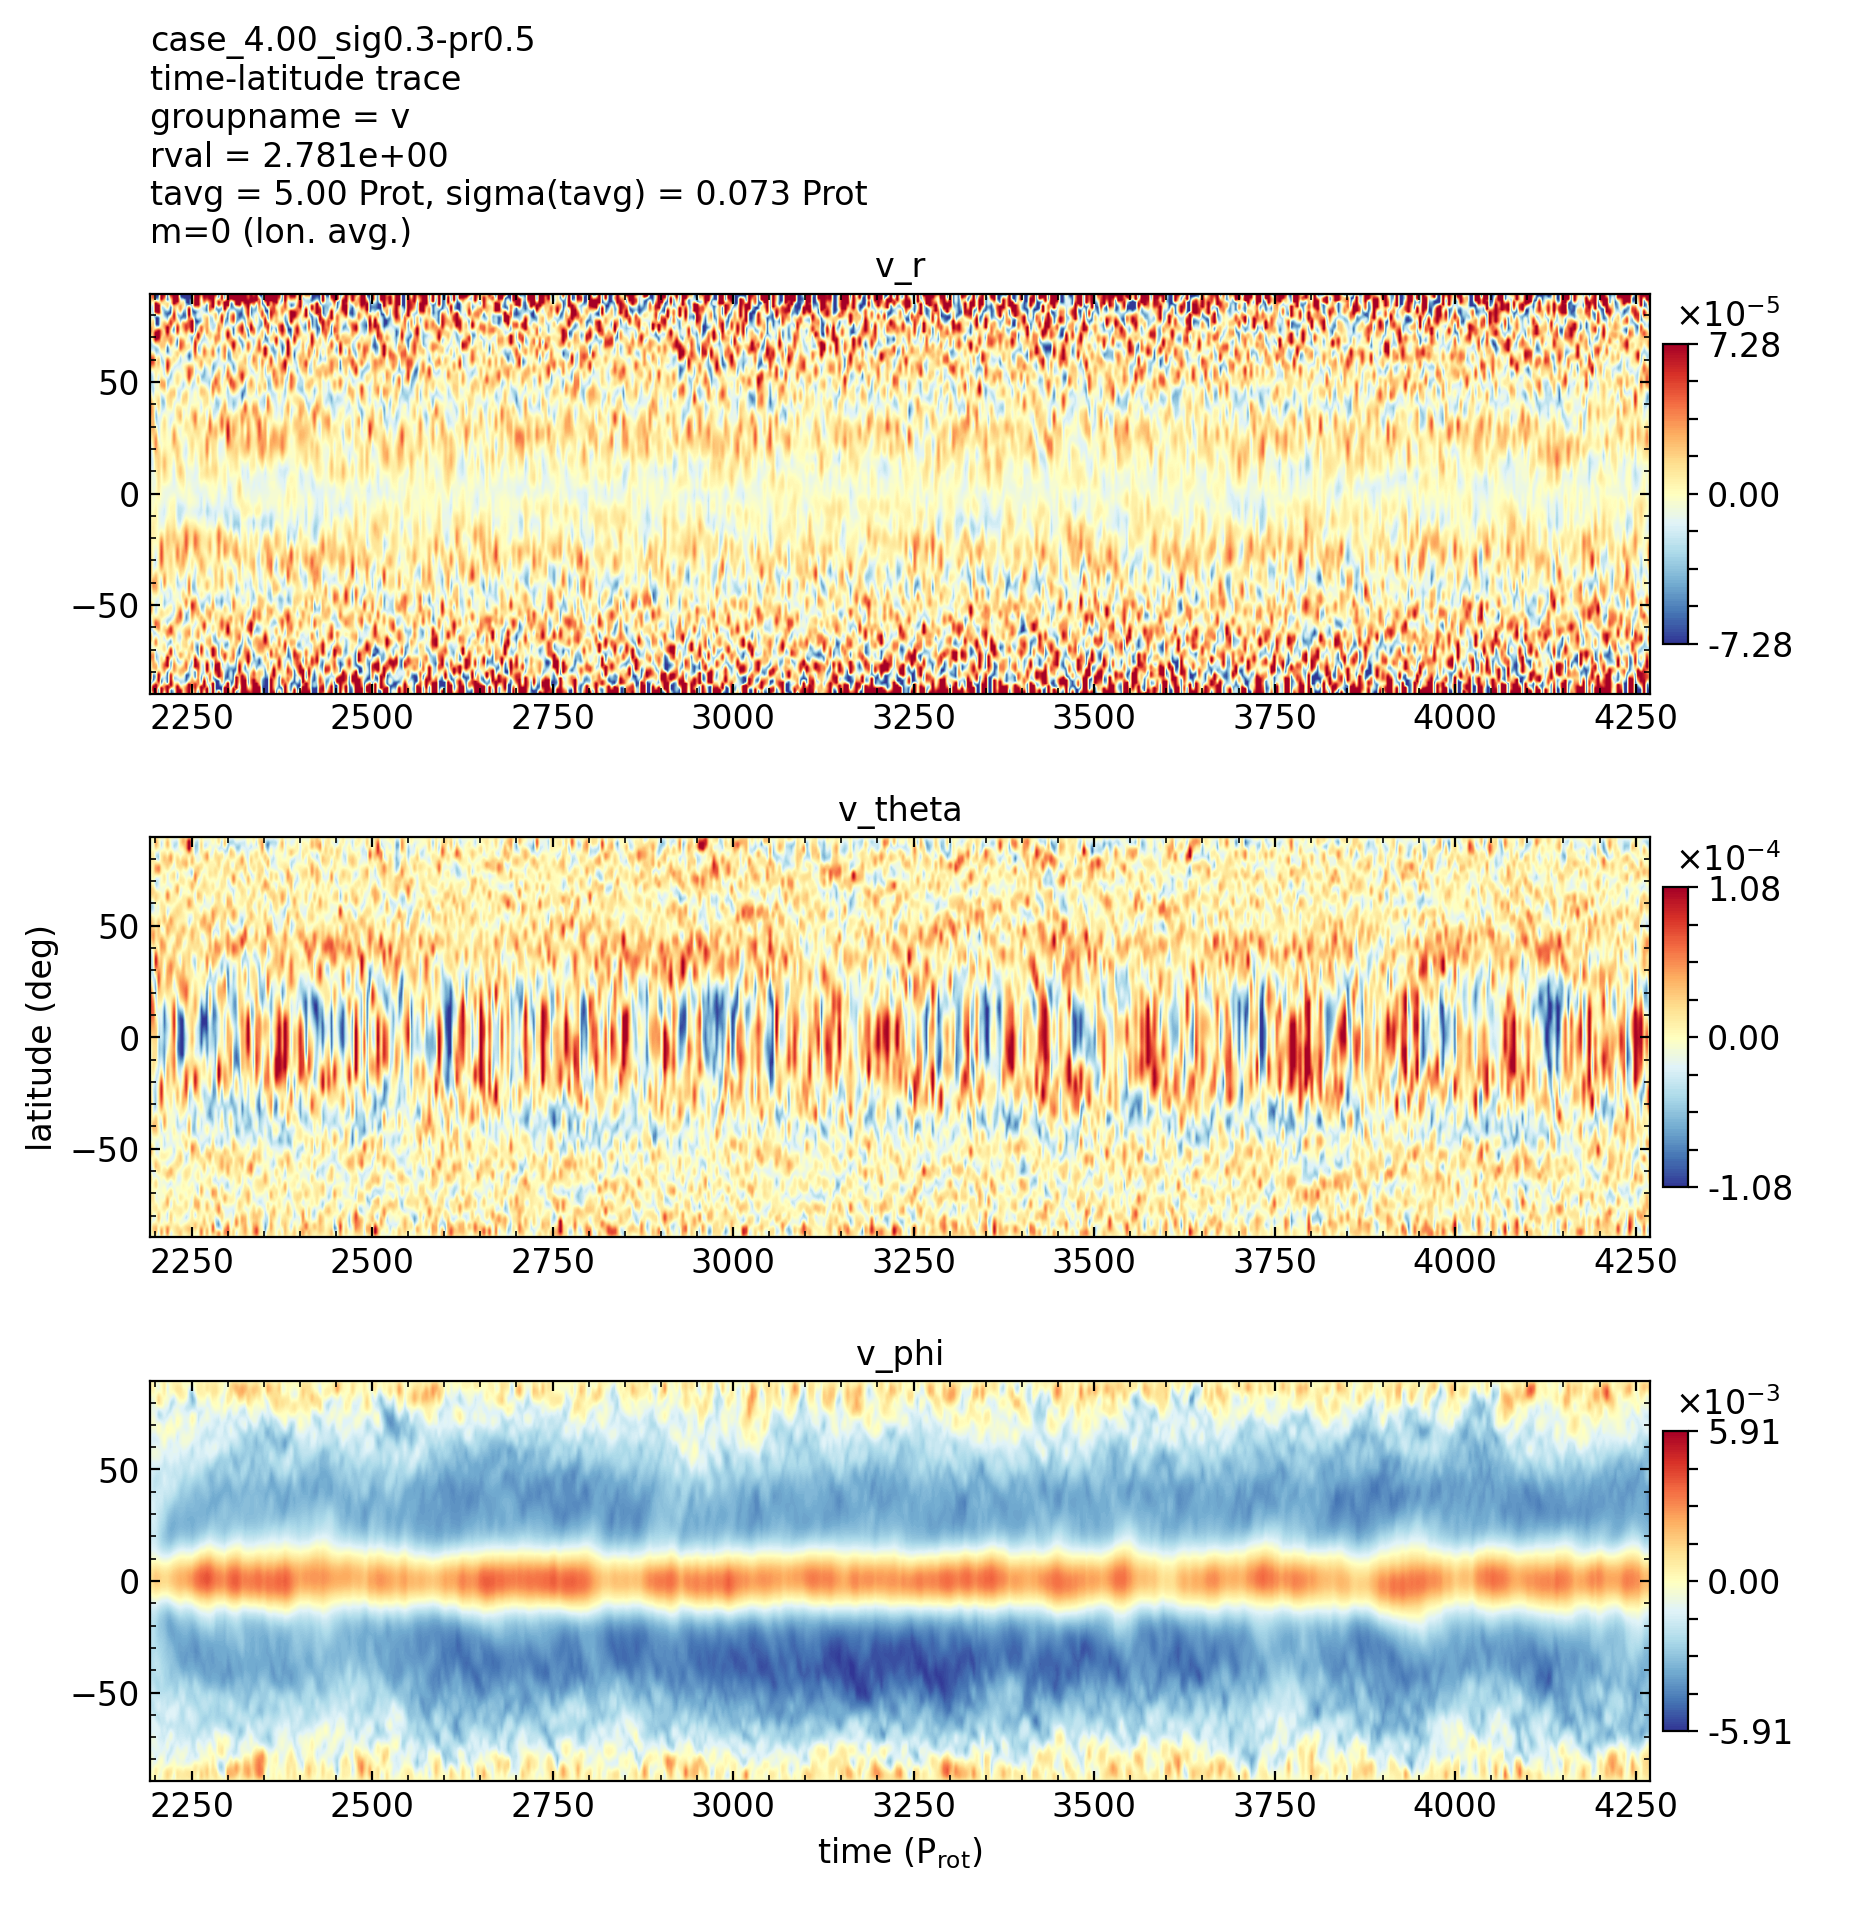 case_4.00_sig0.3-pr0.5
time-latitude trace
groupname = v
rval = 2.781e+00
tavg = 5.00 Prot, sigma(tavg) = 0.073 Prot
m=0 (lon. avg.)
v_r
×10⁻⁵
7.28
0.00
-7.28
50
0
−50
2250 2500 2750 3000 3250 3500 3750 4000 4250
v_theta
×10⁻⁴
1.08
0.00
-1.08
latitude (deg)
50
0
−50
2250 2500 2750 3000 3250 3500 3750 4000 4250
v_phi
×10⁻³
5.91
0.00
-5.91
50
0
−50
2250 2500 2750 3000 3250 3500 3750 4000 4250
time (P_rot)